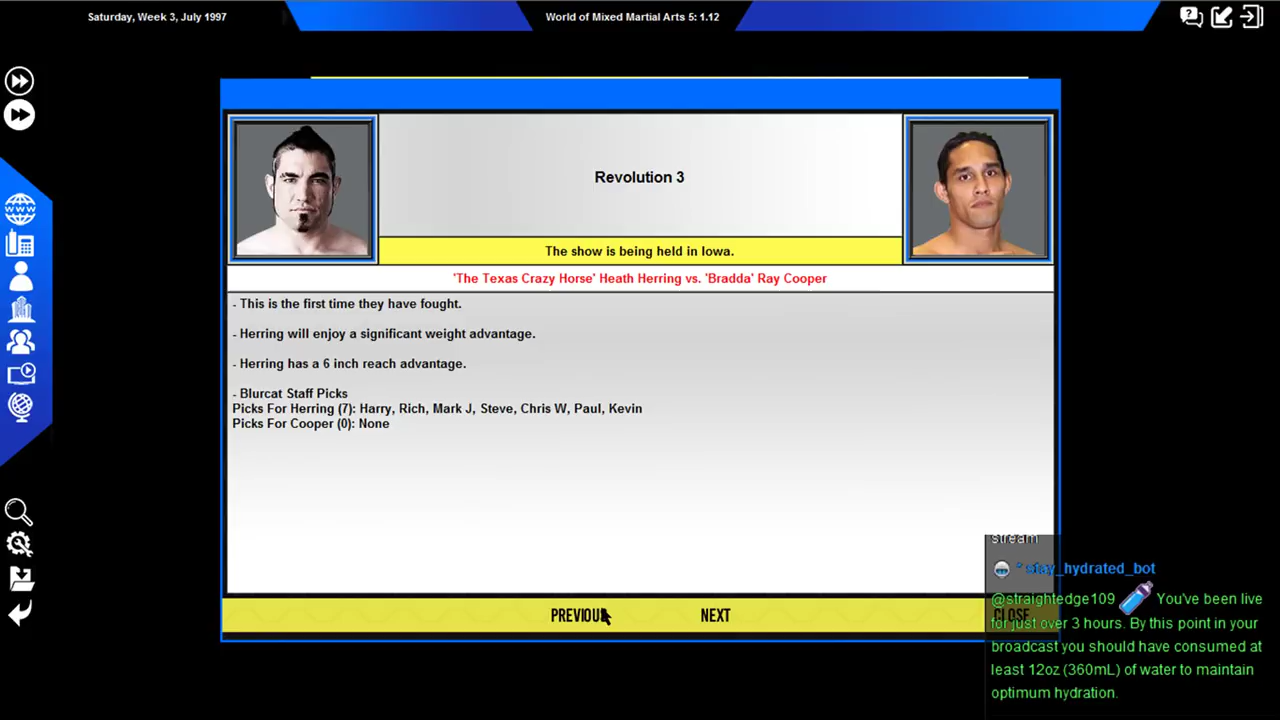 Saturday, Week 3, July 1997
World of Mixed Martial Arts 5: 1.12
WWW
Revolution 3
The show is being held in Iowa.
'The Texas Crazy Horse' Heath Herring vs. 'Bradda' Ray Cooper
- This is the first time they have fought.
- Herring will enjoy a significant weight advantage.
- Herring has a 6 inch reach advantage.
- Blurcat Staff Picks
Picks For Herring (7): Harry, Rich, Mark J, Steve, Chris W, Paul, Kevin
Picks For Cooper (0): None
PREVIOUS
NEXT
CLOSE
stream
stay_hydrated_bot
@straightedge109 You've been live
for just over 3 hours. By this point in your
broadcast you should have consumed at
least 12oz (360mL) of water to maintain
optimum hydration.